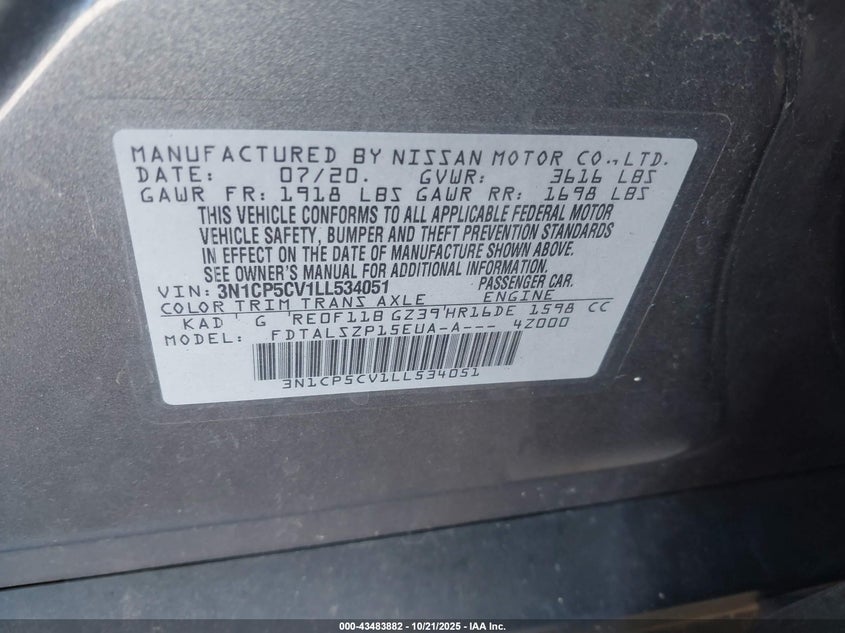 MANUFACTURED BY NISSAN MOTOR CO., LTD.
DATE: 07/20. GVWR: 3616 LBS
GAWR FR: 1918 LBS GAWR RR: 1698 LBS
THIS VEHICLE CONFORMS TO ALL APPLICABLE FEDERAL MOTOR
VEHICLE SAFETY, BUMPER AND THEFT PREVENTION STANDARDS
IN EFFECT ON THE DATE OF MANUFACTURE SHOWN ABOVE.
SEE OWNER'S MANUAL FOR ADDITIONAL INFORMATION.
VIN: 3N1CP5CV1LL534051 PASSENGER CAR.
COLOR TRIM TRANS AXLE ENGINE
KAD ' G 'RE0F11B GZ39'HR16DE 1598 CC
MODEL: FDTALSZP15EUA-A--- 4Z000
3N1CP5CV1LL534051
000-43483882 - 10/21/2025 - IAA Inc.